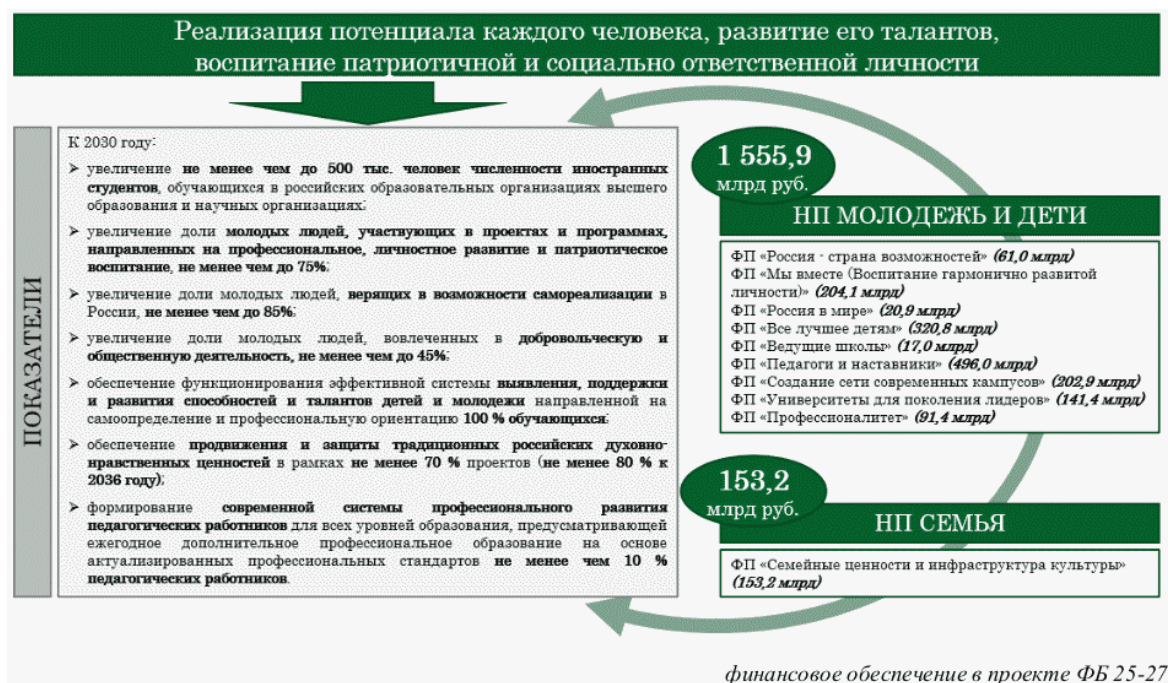 Реализация потенциала каждого человека, развитие его талантов,
воспитание патриотичной и социально ответственной личности
ПОКАЗАТЕЛИ
К 2030 году:
➢ увеличение не менее чем до 500 тыс. человек численности иностранных
студентов, обучающихся в российских образовательных организациях высшего
образования и научных организациях;
➢ увеличение доли молодых людей, участвующих в проектах и программах,
направленных на профессиональное, личностное развитие и патриотическое
воспитание, не менее чем до 75%;
➢ увеличение доли молодых людей, верящих в возможности самореализации в
России, не менее чем до 85%;
➢ увеличение доли молодых людей, вовлеченных в добровольческую и
общественную деятельность, не менее чем до 45%;
➢ обеспечение функционирования эффективной системы выявления, поддержки
и развития способностей и талантов детей и молодежи направленной на
самоопределение и профессиональную ориентацию 100 % обучающихся;
➢ обеспечение продвижения и защиты традиционных российских духовно-
нравственных ценностей в рамках не менее 70 % проектов (не менее 80 % к
2036 году);
➢ формирование современной системы профессионального развития
педагогических работников для всех уровней образования, предусматривающей
ежегодное дополнительное профессиональное образование на основе
актуализированных профессиональных стандартов не менее чем 10 %
педагогических работников.
1 555,9
млрд руб.
НП МОЛОДЕЖЬ И ДЕТИ
ФП «Россия - страна возможностей» (61,0 млрд)
ФП «Мы вместе (Воспитание гармонично развитой
личности)» (204,1 млрд)
ФП «Россия в мире» (20,9 млрд)
ФП «Все лучшее детям» (320,8 млрд)
ФП «Ведущие школы» (17,0 млрд)
ФП «Педагоги и наставники» (496,0 млрд)
ФП «Создание сети современных кампусов» (202,9 млрд)
ФП «Университеты для поколения лидеров» (141,4 млрд)
ФП «Профессионалитет» (91,4 млрд)
153,2
млрд руб.
НП СЕМЬЯ
ФП «Семейные ценности и инфраструктура культуры»
(153,2 млрд)
финансовое обеспечение в проекте ФБ 25-27